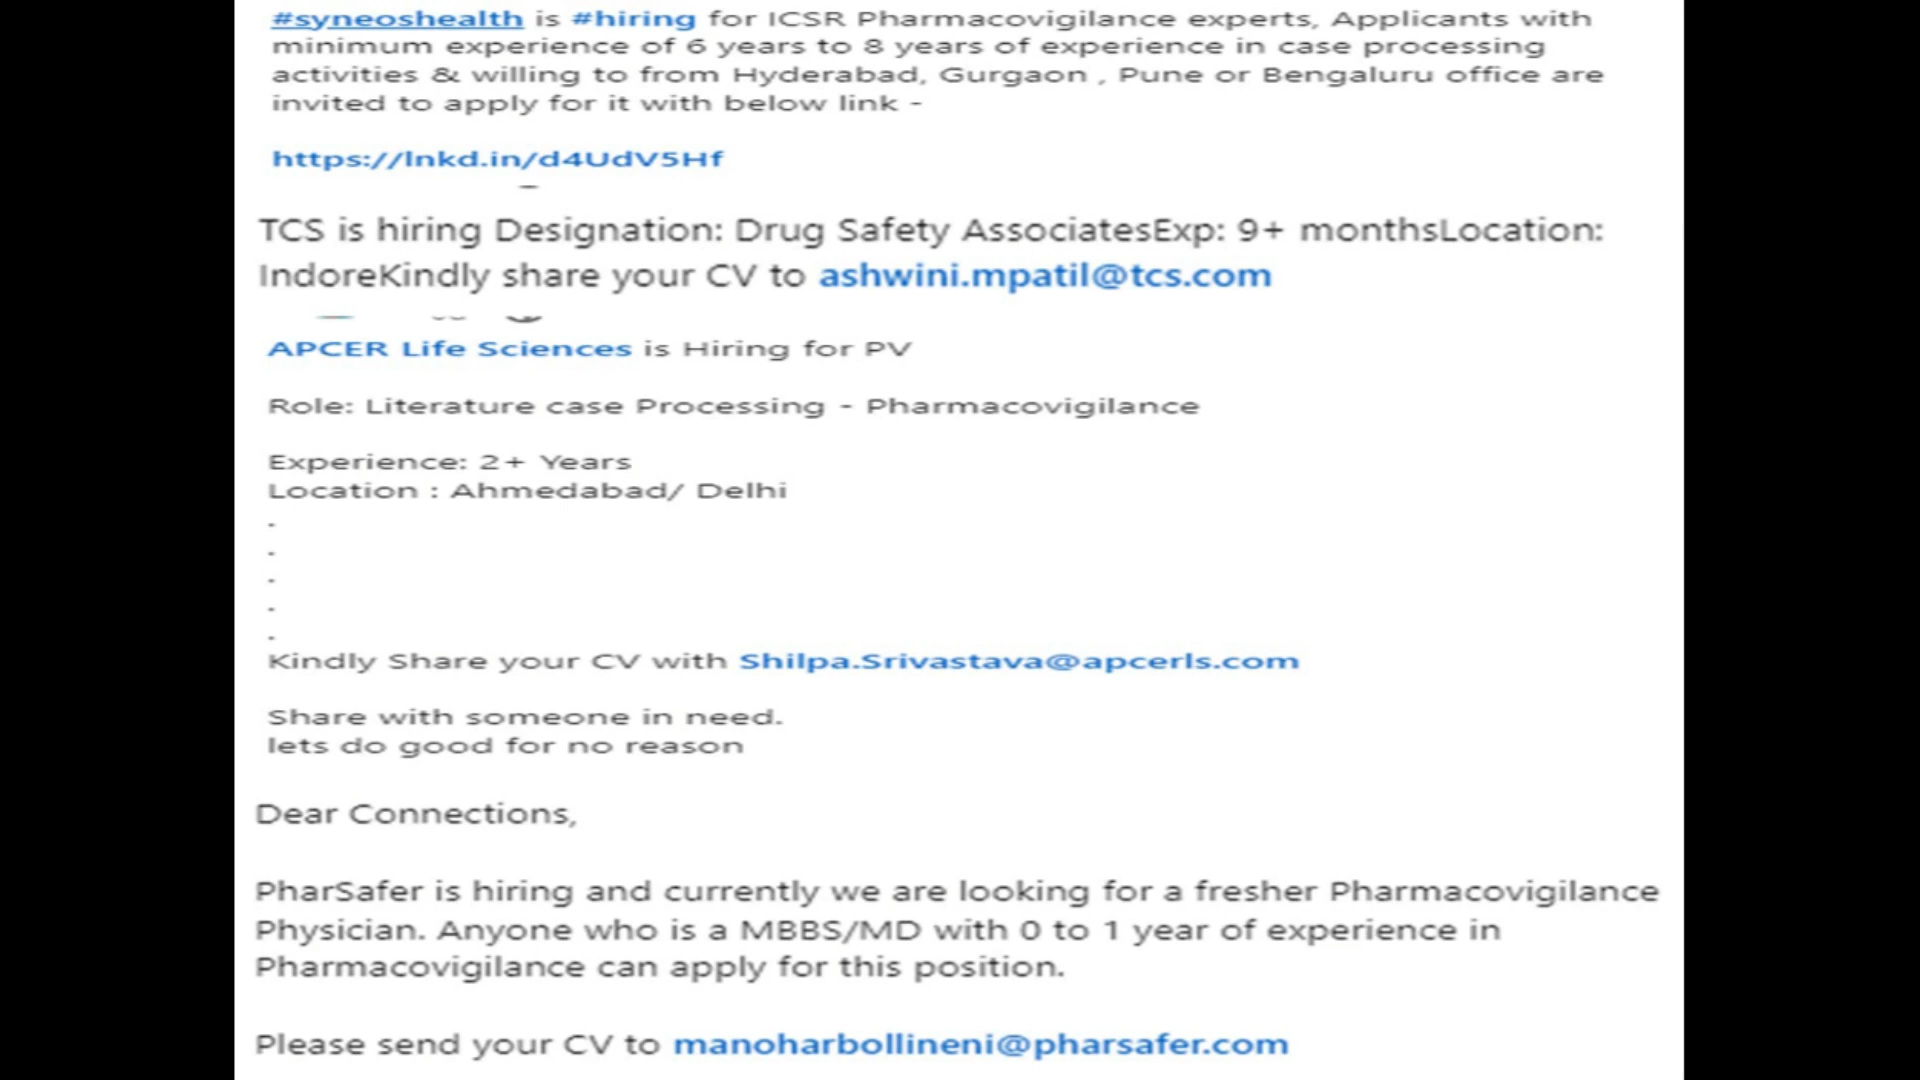 #syneoshealth is #hiring for ICSR Pharmacovigilance experts, Applicants with
minimum experience of 6 years to 8 years of experience in case processing
activities & willing to from Hyderabad, Gurgaon , Pune or Bengaluru office are
invited to apply for it with below link -
https://lnkd.in/d4UdV5Hf
TCS is hiring Designation: Drug Safety AssociatesExp: 9+ monthsLocation:
IndoreKindly share your CV to ashwini.mpatil@tcs.com
APCER Life Sciences is Hiring for PV
Role: Literature case Processing - Pharmacovigilance
Experience: 2+ Years
Location : Ahmedabad/ Delhi
.
.
.
.
.
Kindly Share your CV with Shilpa.Srivastava@apcerls.com
Share with someone in need.
lets do good for no reason
Dear Connections,
PharSafer is hiring and currently we are looking for a fresher Pharmacovigilance
Physician. Anyone who is a MBBS/MD with 0 to 1 year of experience in
Pharmacovigilance can apply for this position.
Please send your CV to manoharbollineni@pharsafer.com